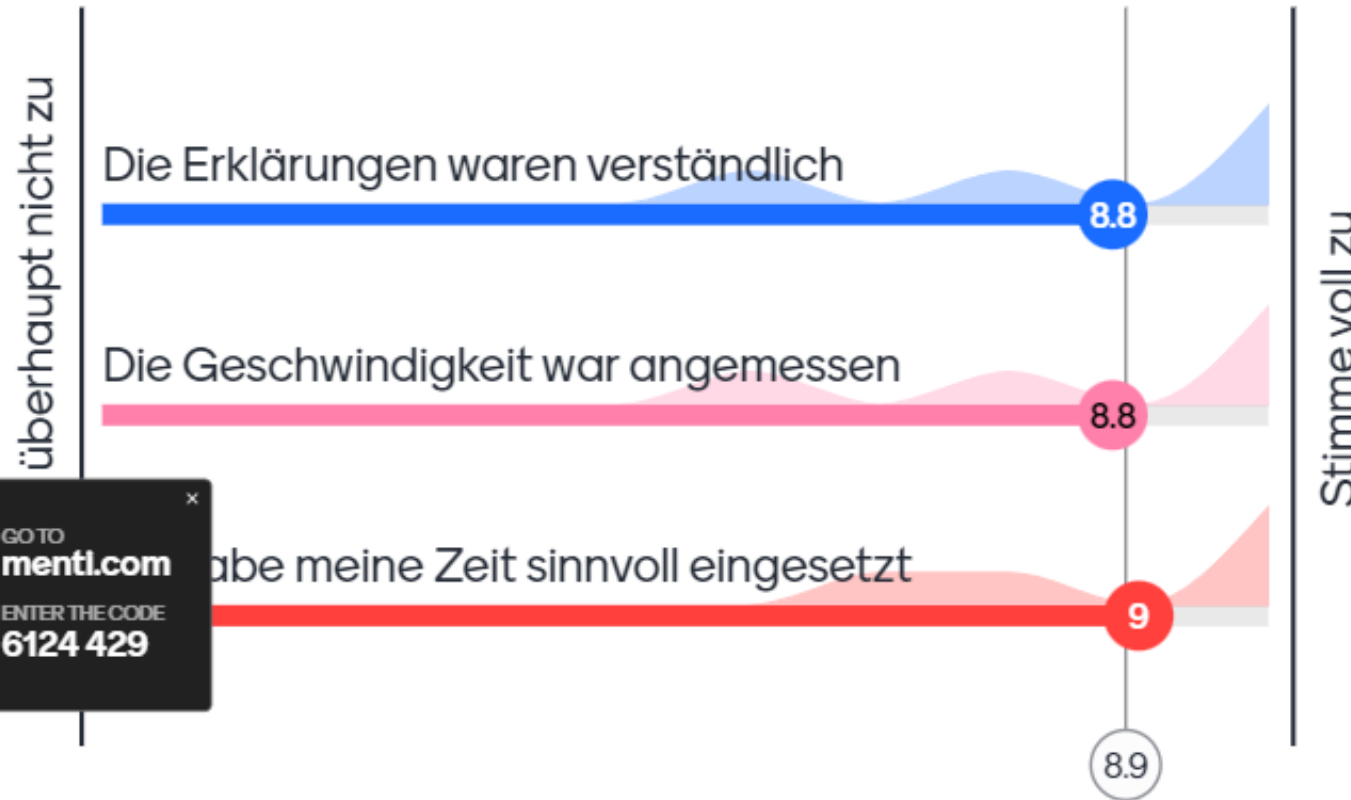 überhaupt nicht zu
Die Erklärungen waren verständlich
8.8
Die Geschwindigkeit war angemessen
8.8
abe meine Zeit sinnvoll eingesetzt
9
8.9
Stimme voll zu
×
GO TO
menti.com
ENTER THE CODE
6124 429